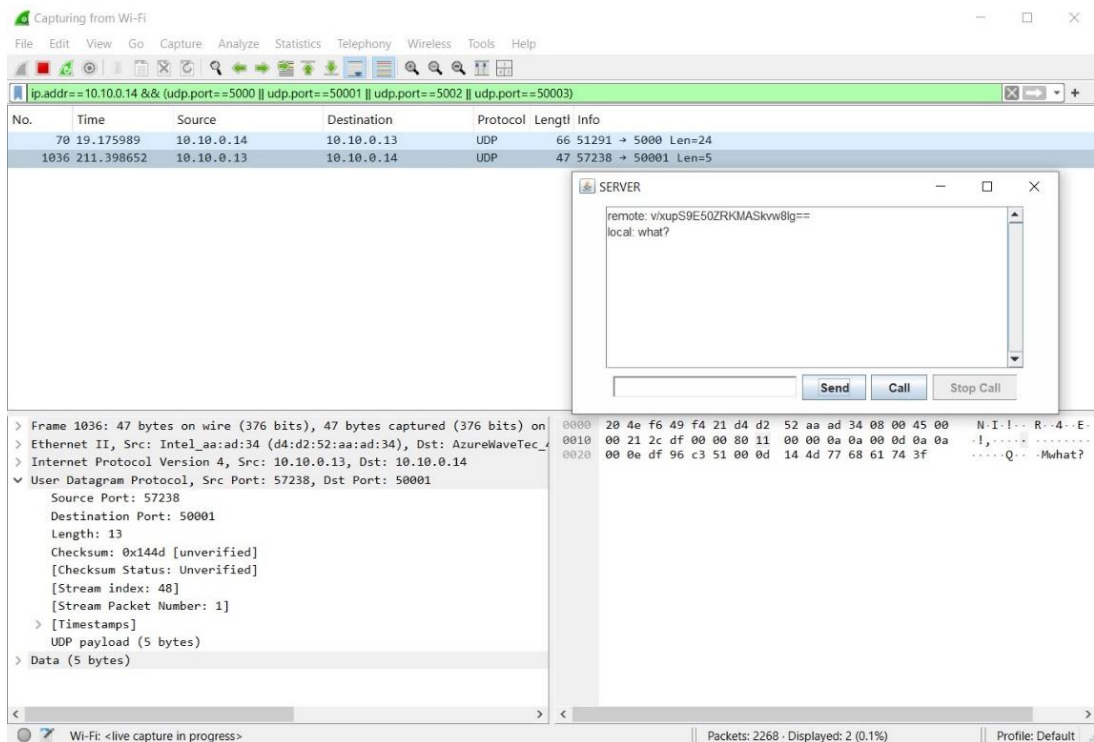 Capturing from Wi-Fi
File Edit View Go Capture Analyze Statistics Telephony Wireless Tools Help
ip.addr==10.10.0.14 && (udp.port==5000 || udp.port==50001 || udp.port==5002 || udp.port==50003)
No. Time Source Destination Protocol Lengtl Info
70 19.175989 10.10.0.14 10.10.0.13 UDP 66 51291 → 5000 Len=24
1036 211.398652 10.10.0.13 10.10.0.14 UDP 47 57238 → 50001 Len=5
SERVER
remote: v/xupS9E50ZRKMASkvw8lg==
local: what?
Send Call Stop Call
Frame 1036: 47 bytes on wire (376 bits), 47 bytes captured (376 bits) on
Ethernet II, Src: Intel_aa:ad:34 (d4:d2:52:aa:ad:34), Dst: AzureWaveTec_4
Internet Protocol Version 4, Src: 10.10.0.13, Dst: 10.10.0.14
User Datagram Protocol, Src Port: 57238, Dst Port: 50001
Source Port: 57238
Destination Port: 50001
Length: 13
Checksum: 0x144d [unverified]
[Checksum Status: Unverified]
[Stream index: 48]
[Stream Packet Number: 1]
[Timestamps]
UDP payload (5 bytes)
Data (5 bytes)
0000 20 4e f6 49 f4 21 d4 d2 52 aa ad 34 08 00 45 00 N·I·!·· R··4··E·
0010 00 21 2c df 00 00 80 11 00 00 0a 0a 00 0d 0a 0a ·!,····· ········
0020 00 0e df 96 c3 51 00 0d 14 4d 77 68 61 74 3f ·····Q·· ·Mwhat?
Wi-Fi: <live capture in progress>
Packets: 2268 · Displayed: 2 (0.1%)
Profile: Default